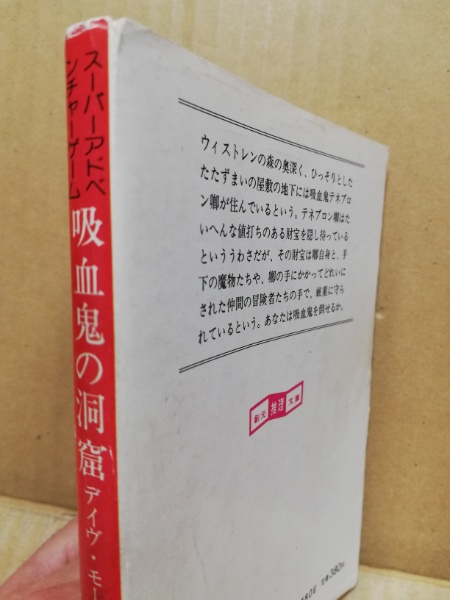 スーパーアドベ
ンチャーゲーム
吸血鬼の洞窟
デイヴ・モー
ウィストレンの森の奥深く、ひっそりとした
たたずまいの屋敷の地下には吸血鬼テネブロ
ン卿が住んでいるという。テネブロン卿はた
いへんな値打ちのある財宝を隠し持っている
といううわさだが、その財宝は卿自身と、手
下の魔物たちや、卿の手にかかってどれいに
された仲間の冒険者たちの手で、厳重に守ら
れているという。あなたは吸血鬼を倒せるか。
創元
推理
文庫
380円